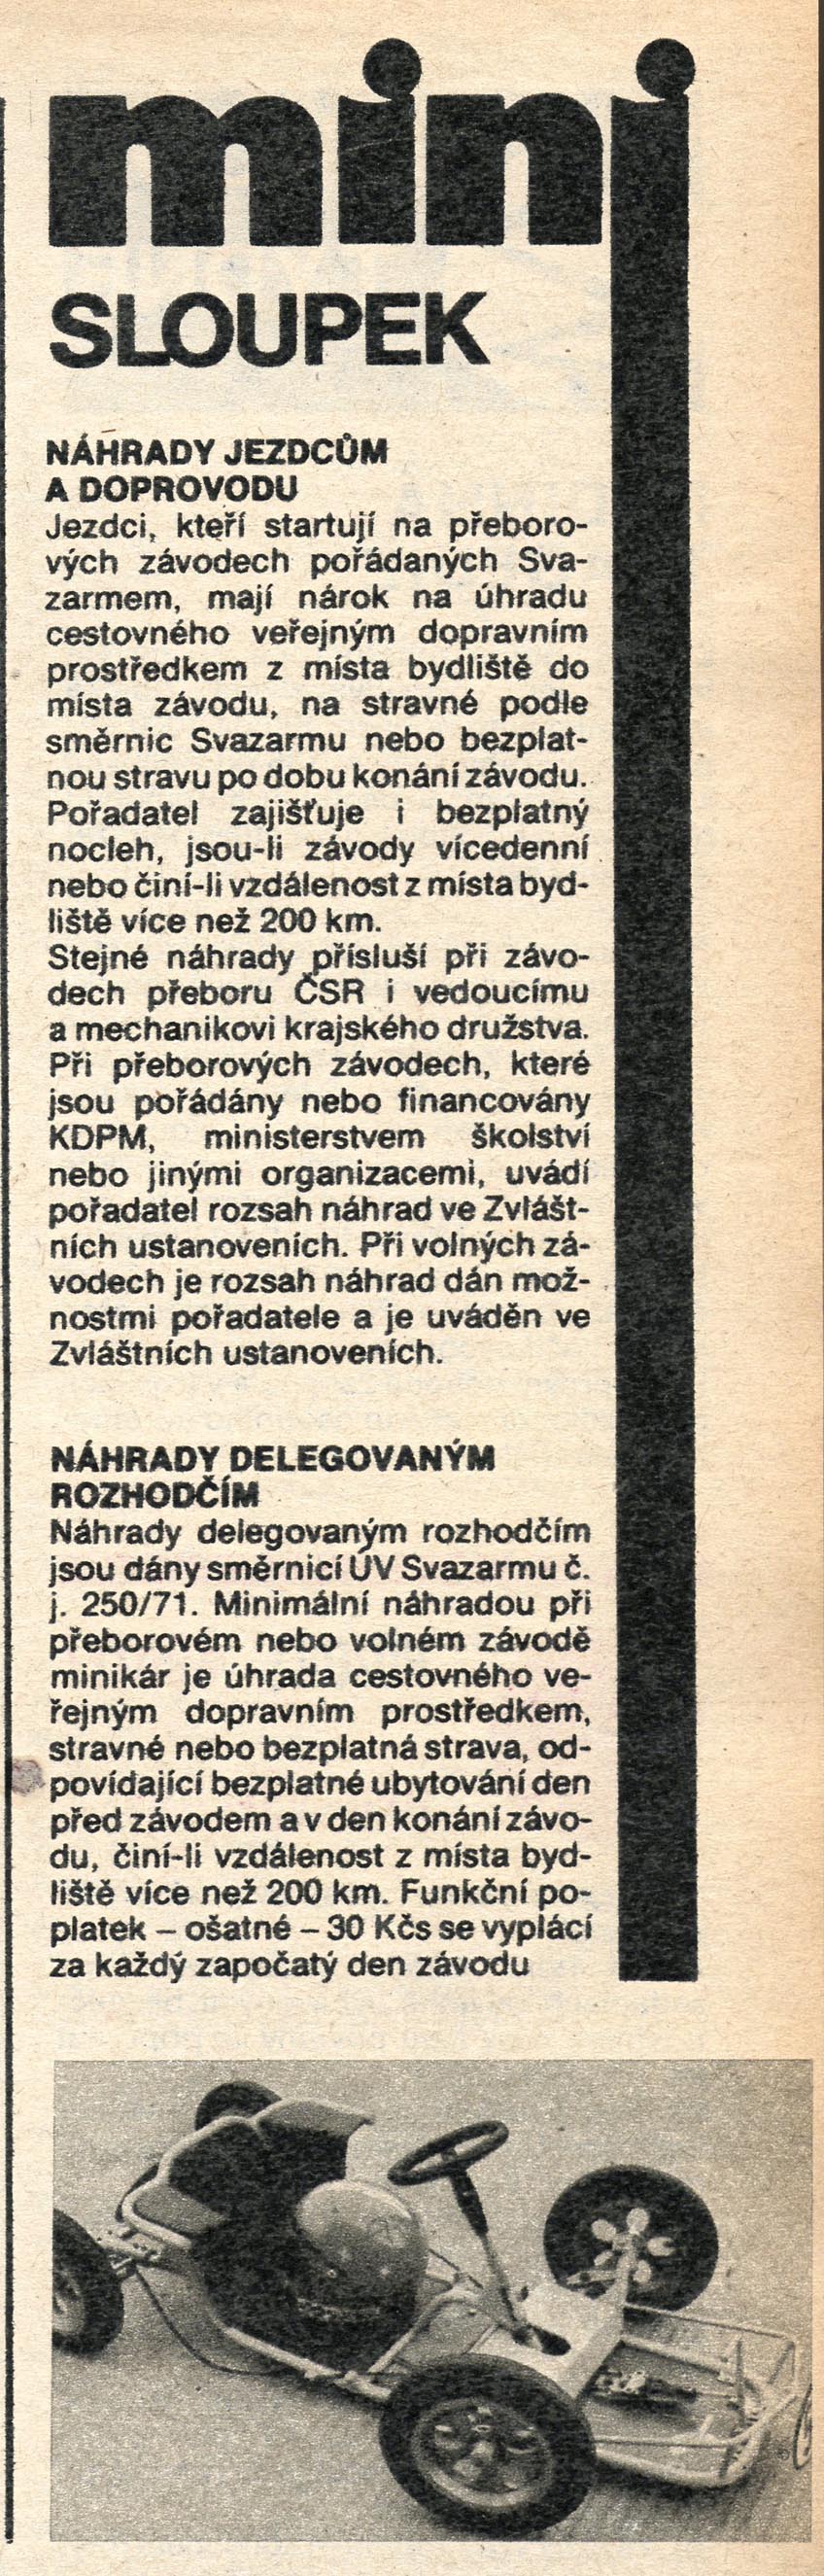 mini
SLOUPEK
NÁHRADY JEZDCŮM
A DOPROVODU
Jezdci, kteří startují na přeboro-
vých závodech pořádaných Sva-
zarmem, mají nárok na úhradu
cestovného veřejným dopravním
prostředkem z místa bydliště do
místa závodu, na stravné podle
směrnic Svazarmu nebo bezplat-
nou stravu po dobu konání závodu.
Pořadatel zajišťuje i bezplatný
nocleh, jsou-li závody vícedenní
nebo činí-li vzdálenost z místa byd-
liště více než 200 km.
Stejné náhrady přísluší při závo-
dech přeboru ČSR i vedoucímu
a mechanikovi krajského družstva.
Při přeborových závodech, které
jsou pořádány nebo financovány
KDPM, ministerstvem školství
nebo jinými organizacemi, uvádí
pořadatel rozsah náhrad ve Zvlášt-
ních ustanoveních. Při volných zá-
vodech je rozsah náhrad dán mož-
nostmi pořadatele a je uváděn ve
Zvláštních ustanoveních.
NÁHRADY DELEGOVANÝM
ROZHODČÍM
Náhrady delegovaným rozhodčím
jsou dány směrnicí ÚV Svazarmu č.
j. 250/71. Minimální náhradou při
přeborovém nebo volném závodě
minikár je úhrada cestovného ve-
řejným dopravním prostředkem,
stravné nebo bezplatná strava, od-
povídající bezplatné ubytování den
před závodem a v den konání závo-
du, činí-li vzdálenost z místa byd-
liště více než 200 km. Funkční po-
platek – ošatné – 30 Kčs se vyplácí
za každý započatý den závodu